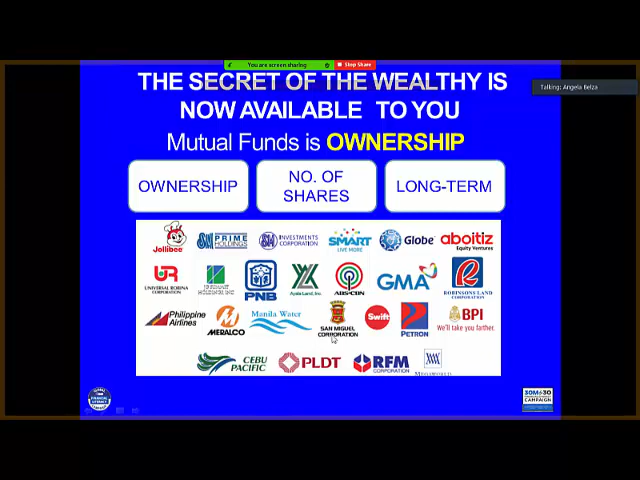 You are screen sharing
Stop Share
Talking: Angela Belza
THE SECRET OF THE WEALTHY IS
NOW AVAILABLE TO YOU
Mutual Funds is OWNERSHIP
OWNERSHIP
NO. OF
SHARES
LONG-TERM
Jollibee
SM PRIME
HOLDINGS
SM INVESTMENTS
CORPORATION
SMART
LIVE MORE
Globe
aboitiz
Equity Ventures
UNIVERSAL ROBINA
CORPORATION
PNB
Ayala Land, Inc.
ABS-CBN
GMA
R
ROBINSONS LAND
CORPORATION
Philippine
Airlines
MERALCO
Manila Water
SAN MIGUEL
CORPORATION
Swift
PETRON
BPI
We'll take you farther.
CEBU
PACIFIC
PLDT
RFM
CORPORATION
30M 30
CAMPAIGN